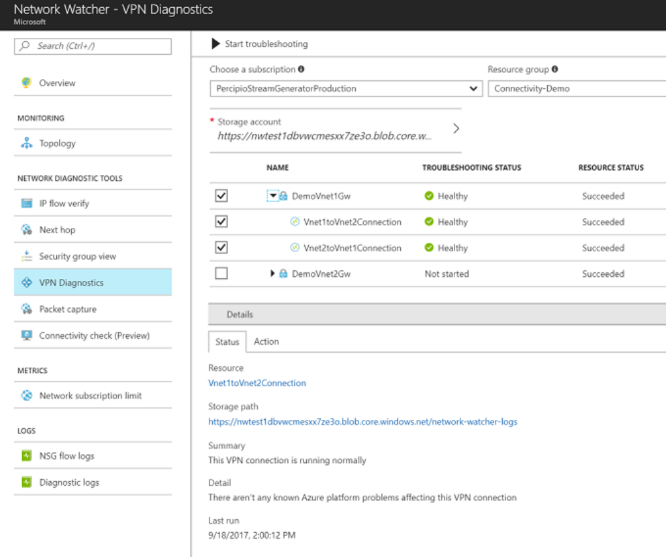 Network Watcher - VPN Diagnostics
Microsoft
Search (Ctrl+/)
Overview
MONITORING
Topology
NETWORK DIAGNOSTIC TOOLS
IP flow verify
Next hop
Security group view
VPN Diagnostics
Packet capture
Connectivity check (Preview)
METRICS
Network subscription limit
LOGS
NSG flow logs
Diagnostic logs
Start troubleshooting
Choose a subscription Resource group
PercipioStreamGeneratorProduction Connectivity-Demo
* Storage account
https://nwtest1dbvwcmesxx7ze3o.blob.core.w...
NAME TROUBLESHOOTING STATUS RESOURCE STATUS
DemoVnet1Gw Healthy Succeeded
Vnet1toVnet2Connection Healthy Succeeded
Vnet2toVnet1Connection Healthy Succeeded
DemoVnet2Gw Not started Succeeded
Details
Status Action
Resource
Vnet1toVnet2Connection
Storage path
https://nwtest1dbvwcmesxx7ze3o.blob.core.windows.net/network-watcher-logs
Summary
This VPN connection is running normally
Detail
There aren't any known Azure platform problems affecting this VPN connection
Last run
9/18/2017, 2:00:12 PM